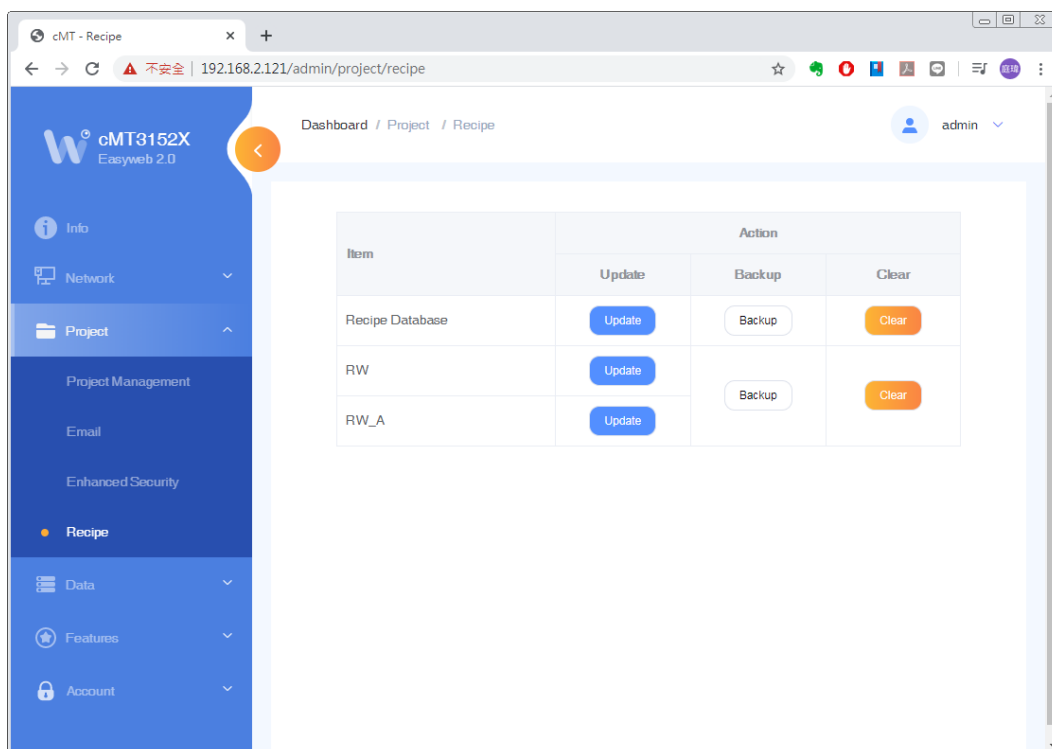 cMT - Recipe
不安全 | 192.168.2.121/admin/project/recipe
cMT3152X
Easyweb 2.0
Dashboard / Project / Recipe
admin
Info
Network
Project
Project Management
Email
Enhanced Security
Recipe
Data
Features
Account
Item
Action
Update Backup Clear
Recipe Database Update Backup Clear
RW Update
Backup Clear
RW_A Update